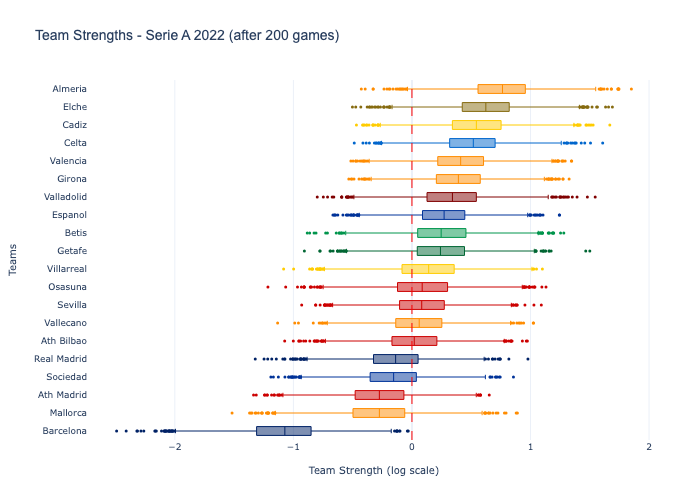 Team Strengths - Serie A 2022 (after 200 games)
Almeria
Elche
Cadiz
Celta
Valencia
Girona
Valladolid
Espanol
Betis
Getafe
Villarreal
Osasuna
Sevilla
Vallecano
Ath Bilbao
Real Madrid
Sociedad
Ath Madrid
Mallorca
Barcelona
Teams
−2 −1 0 1 2
Team Strength (log scale)